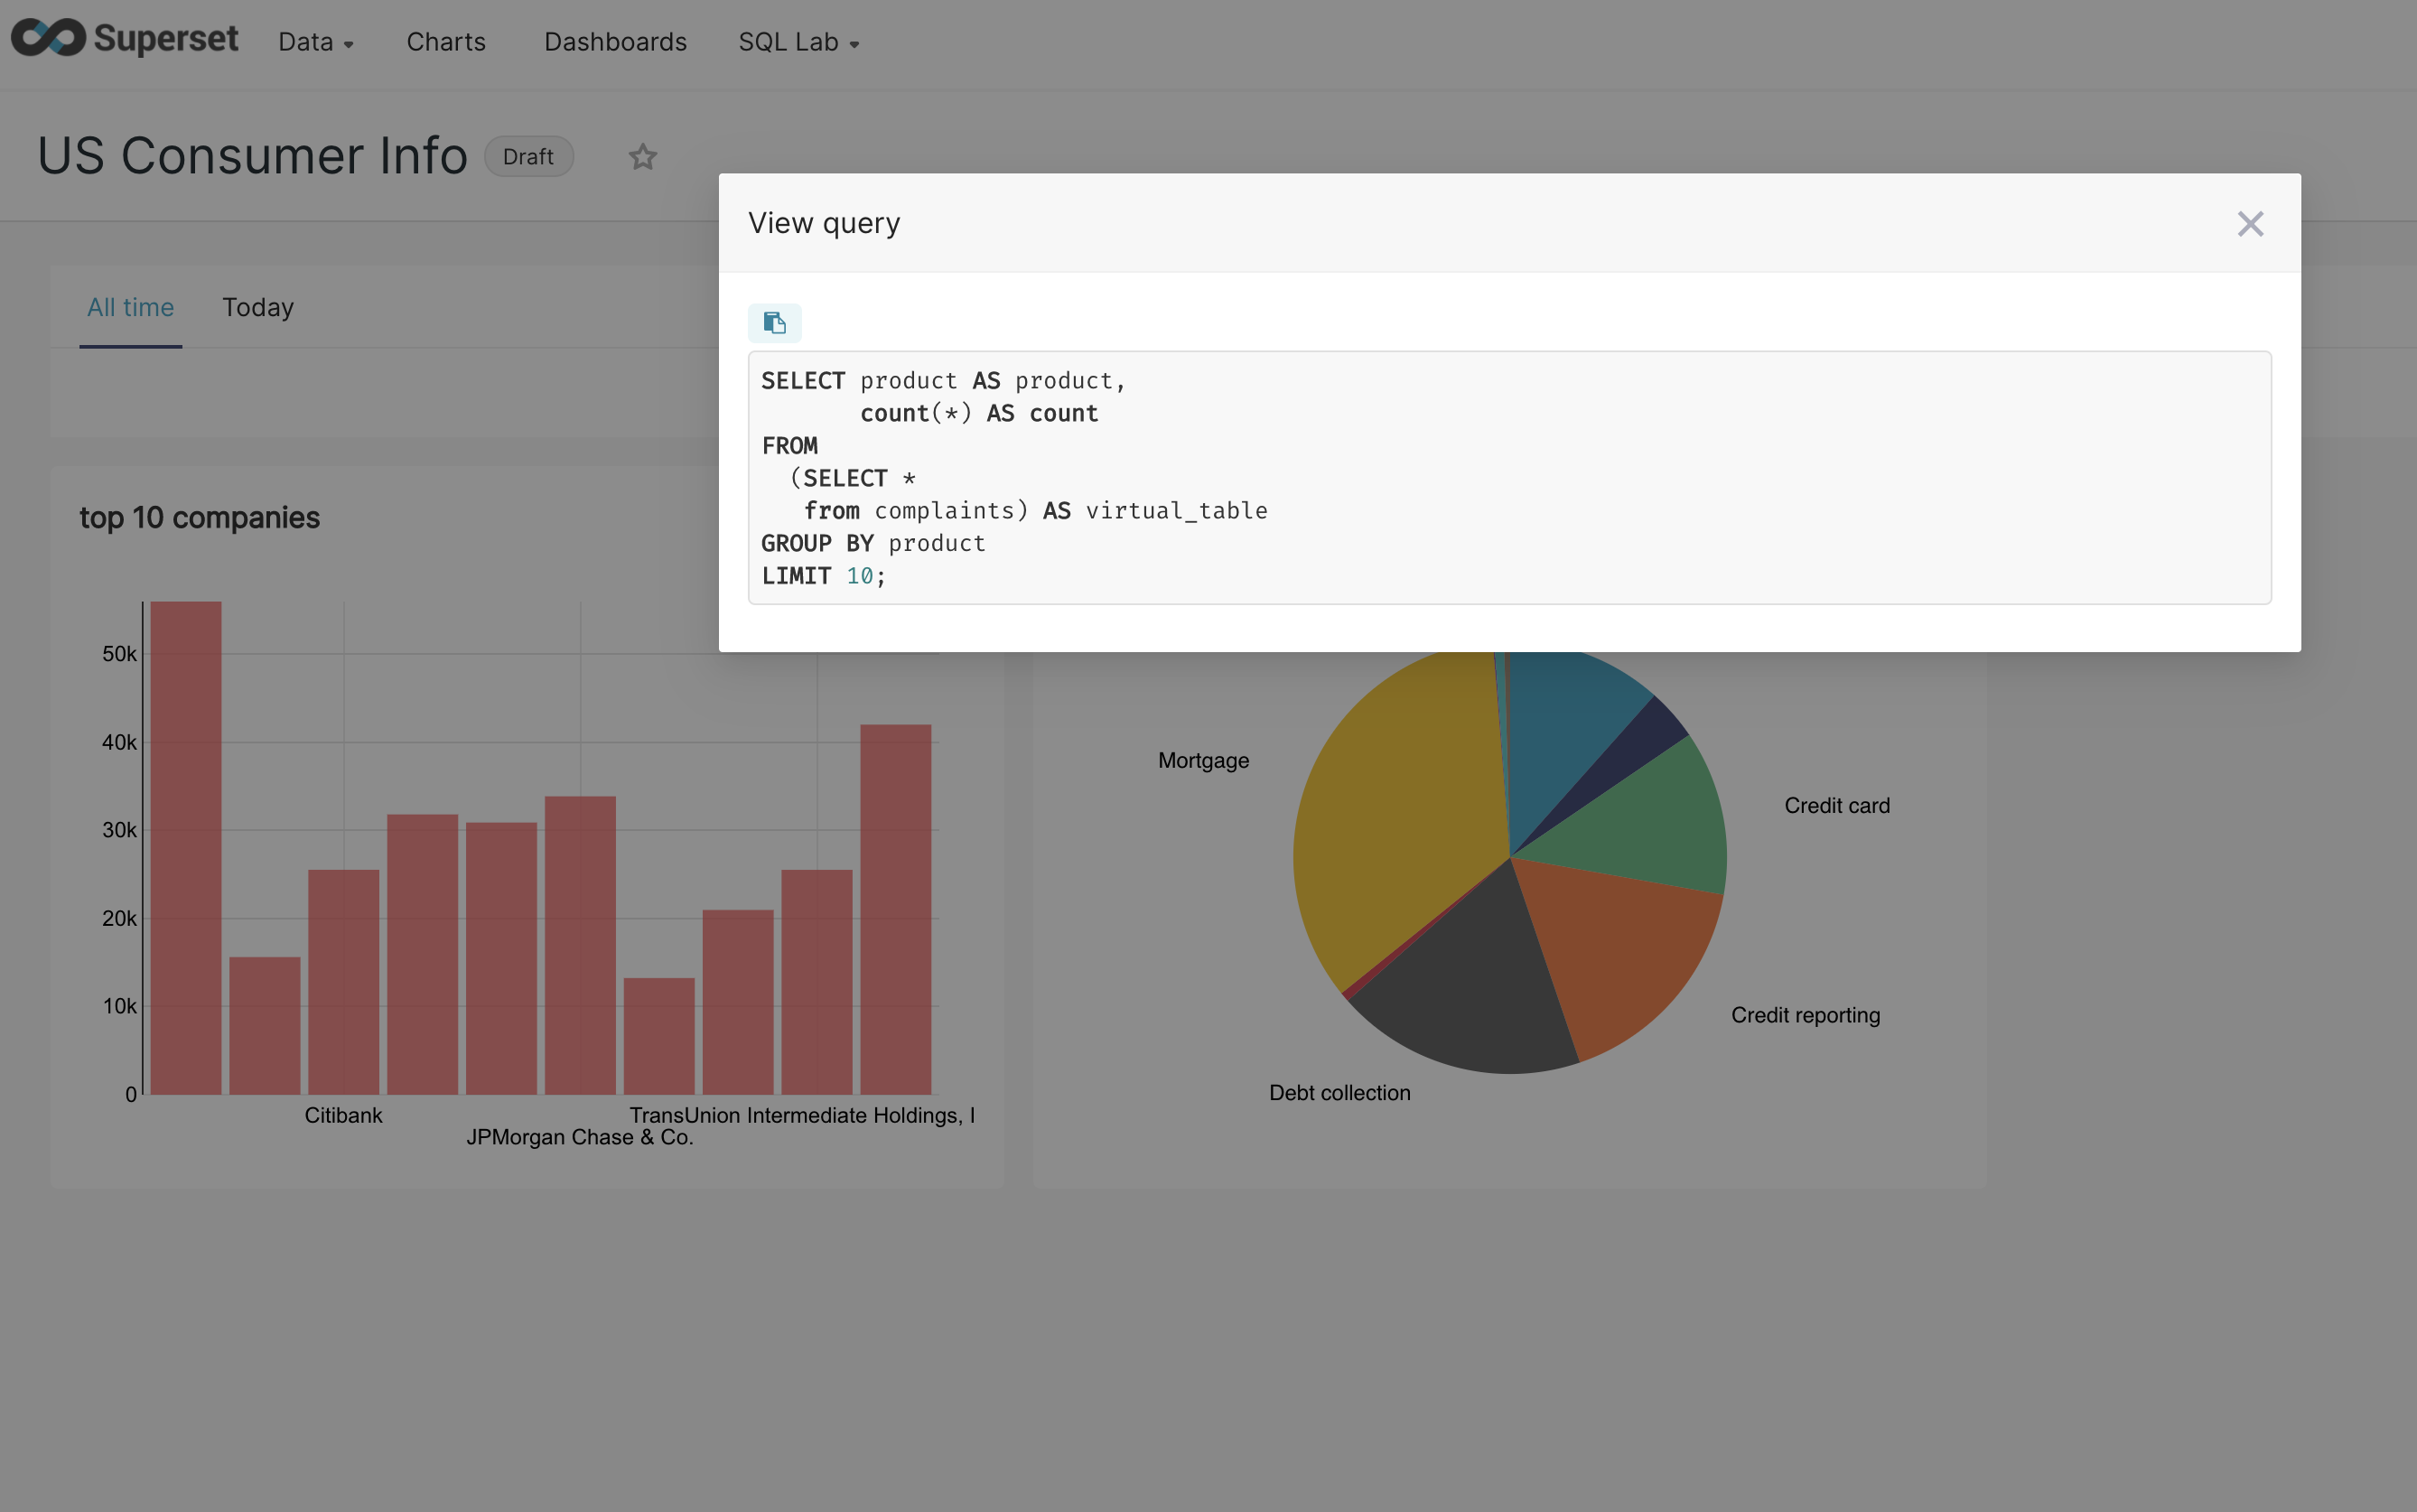 Superset Data Charts Dashboards SQL Lab
US Consumer Info Draft
View query
All time Today
SELECT product AS product,
count(*) AS count
FROM
(SELECT *
from complaints) AS virtual_table
GROUP BY product
LIMIT 10;
top 10 companies
50k
40k
30k
20k
10k
0
Citibank
TransUnion Intermediate Holdings, I
JPMorgan Chase & Co.
Mortgage
Credit card
Credit reporting
Debt collection